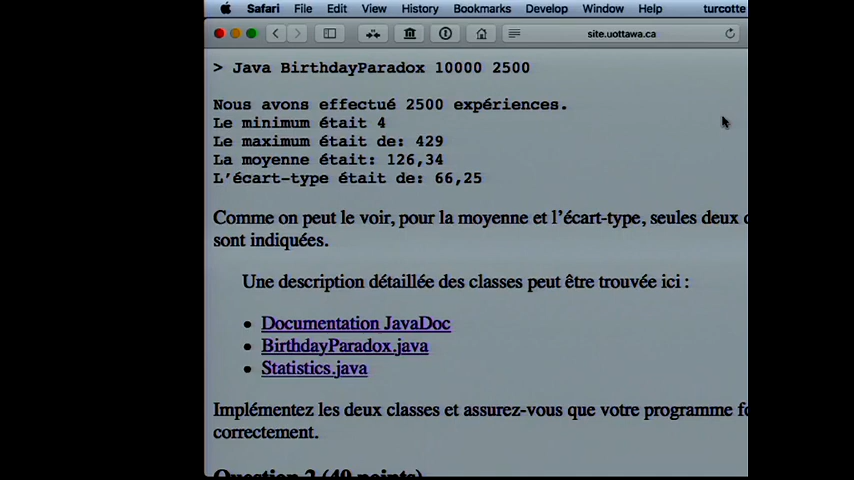 Safari File Edit View History Bookmarks Develop Window Help turcotte
site.uottawa.ca
> Java BirthdayParadox 10000 2500
Nous avons effectué 2500 expériences.
Le minimum était 4
Le maximum était de: 429
La moyenne était: 126,34
L'écart-type était de: 66,25
Comme on peut le voir, pour la moyenne et l'écart-type, seules deux
sont indiquées.
Une description détaillée des classes peut être trouvée ici :
• Documentation JavaDoc
• BirthdayParadox.java
• Statistics.java
Implémentez les deux classes et assurez-vous que votre programme
correctement.
Question 2 (40 points)